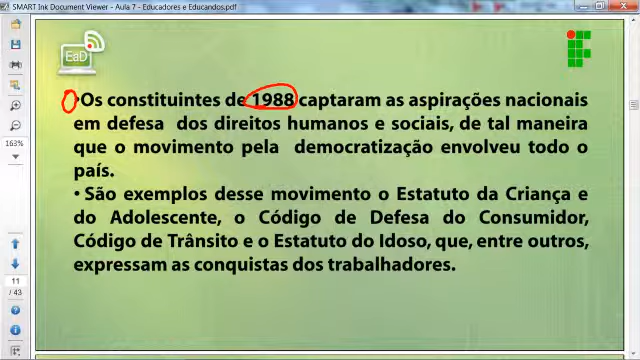 SMART Ink Document Viewer - Aula 7 - Educadores e Educandos.pdf
EaD
•Os constituintes de 1988 captaram as aspirações nacionais
em defesa dos direitos humanos e sociais, de tal maneira
que o movimento pela democratização envolveu todo o
país.
• São exemplos desse movimento o Estatuto da Criança e
do Adolescente, o Código de Defesa do Consumidor,
Código de Trânsito e o Estatuto do Idoso, que, entre outros,
expressam as conquistas dos trabalhadores.
163%
11
/ 43